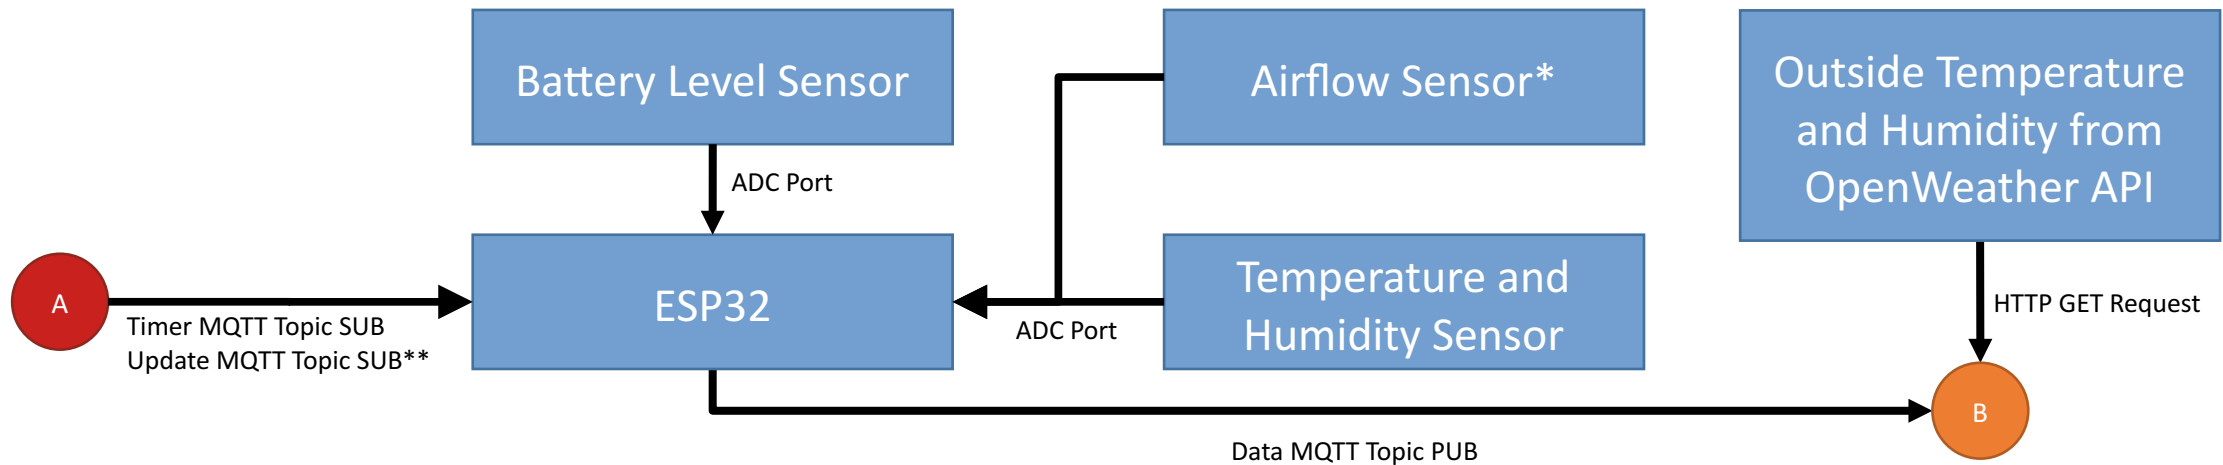 Battery Level Sensor
Airflow Sensor*
Outside Temperature
and Humidity from
OpenWeather API
ADC Port
A
Timer MQTT Topic SUB
Update MQTT Topic SUB**
ESP32
ADC Port
Temperature and
Humidity Sensor
HTTP GET Request
B
Data MQTT Topic PUB